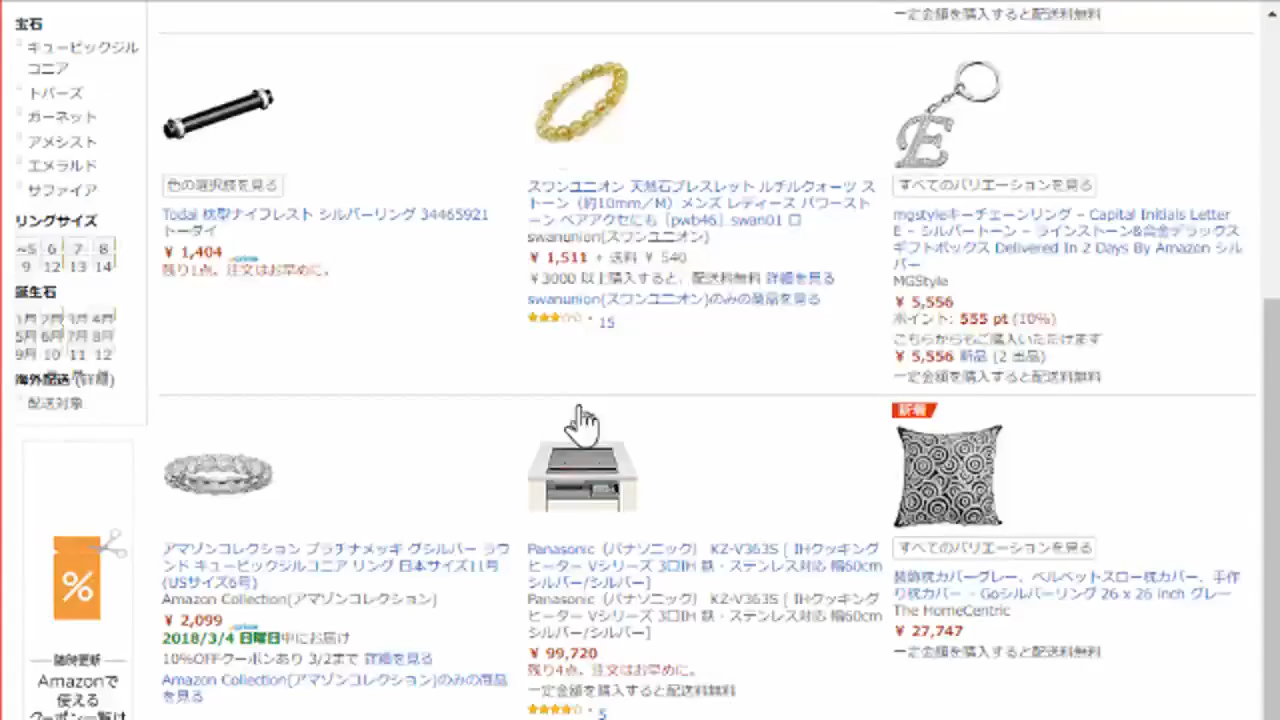 宝石
キュービックジル
コニア
トパーズ
ガーネット
アメシスト
エメラルド
サファイア
リングサイズ
~5 6 7 8
9 12 13 14
誕生石
1月 2月 3月 4月
5月 6月 7月 8月
9月 10 11 12
海外配送 (詳細)
配送対象
%
随時更新
Amazonで
使える
クーポン一覧は
一定金額を購入すると配送料無料
色の選択肢を見る
Todai 枕型ナイフレスト シルバーリング 34465921
トーダイ
¥ 1,404
残り1点。注文はお早めに。
スワンユニオン 天然石ブレスレット ルチルクォーツ ス
トーン (約10mm/M) メンズ レディース パワースト
ーン ペアアクセにも [pwb46] swan01 ロ
swanunion(スワンユニオン)
¥ 1,511 + 送料 ¥ 540
¥3000 以上購入すると、配送料無料 詳細を見る
swanunion(スワンユニオン)のみの商品を見る
15
E
すべてのバリエーションを見る
mgstyleキーチェーンリング - Capital Initials Letter
E - シルバートーン - ラインストーン&合金デラックス
ギフトボックス Delivered In 2 Days By Amazon シル
バー
MGStyle
¥ 5,556
ポイント: 555 pt (10%)
こちらからもご購入いただけます
¥ 5,556 新品 (2 出品)
一定金額を購入すると配送料無料
アマゾンコレクション プラチナメッキ グシルバー ラウ
ンド キュービックジルコニア リング 日本サイズ11号
(USサイズ6号)
Amazon Collection(アマゾンコレクション)
¥ 2,099
2018/3/4 日曜日中にお届け
10%OFFクーポンあり 3/2まで 詳細を見る
Amazon Collection(アマゾンコレクション)のみの商品
を見る
Panasonic (パナソニック) KZ-V363S [ IHクッキング
ヒーター Vシリーズ 3口IH 鉄・ステンレス対応 幅60cm
シルバー/シルバー]
Panasonic (パナソニック) KZ-V363S [ IHクッキング
ヒーター Vシリーズ 3口IH 鉄・ステンレス対応 幅60cm
シルバー/シルバー]
¥ 99,720
残り4点。注文はお早めに。
一定金額を購入すると配送料無料
5
新着
すべてのバリエーションを見る
装飾枕カバーグレー、ベルベットスロー枕カバー、手作
り枕カバー - Goシルバーリング 26 x 26 Inch グレー
The HomeCentric
¥ 27,747
一定金額を購入すると配送料無料